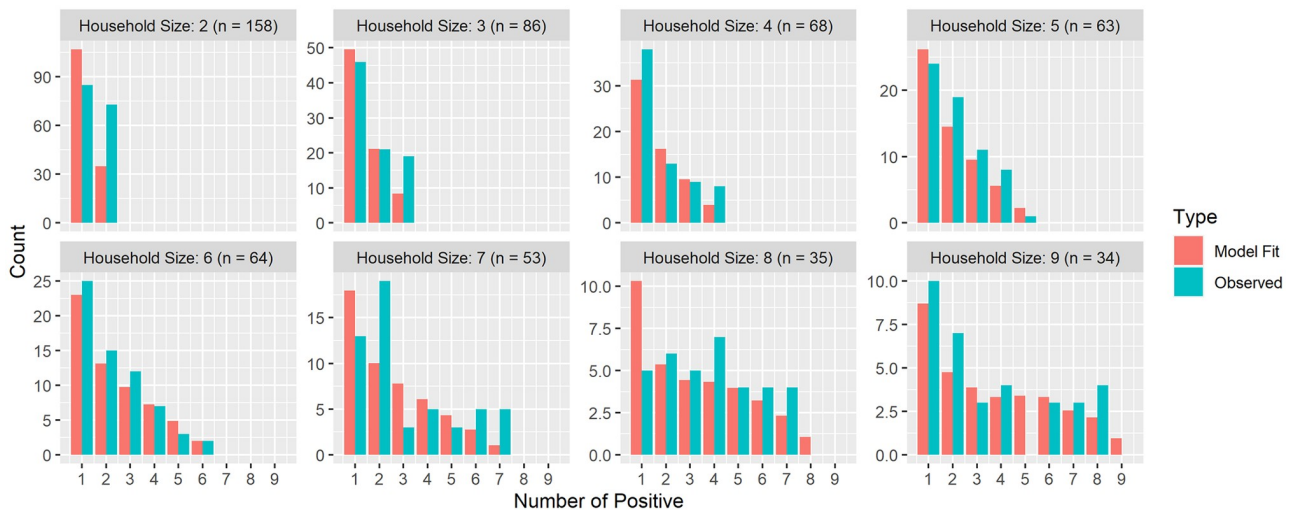 Household Size: 2 (n = 158)
Household Size: 3 (n = 86)
Household Size: 4 (n = 68)
Household Size: 5 (n = 63)
90
60
30
0
50
40
30
20
10
0
30
20
10
0
20
10
0
Household Size: 6 (n = 64)
Household Size: 7 (n = 53)
Household Size: 8 (n = 35)
Household Size: 9 (n = 34)
25
20
15
10
5
0
15
10
5
0
10.0
7.5
5.0
2.5
0.0
10.0
7.5
5.0
2.5
0.0
1 2 3 4 5 6 7 8 9
1 2 3 4 5 6 7 8 9
1 2 3 4 5 6 7 8 9
1 2 3 4 5 6 7 8 9
Count
Number of Positive
Type
Model Fit
Observed